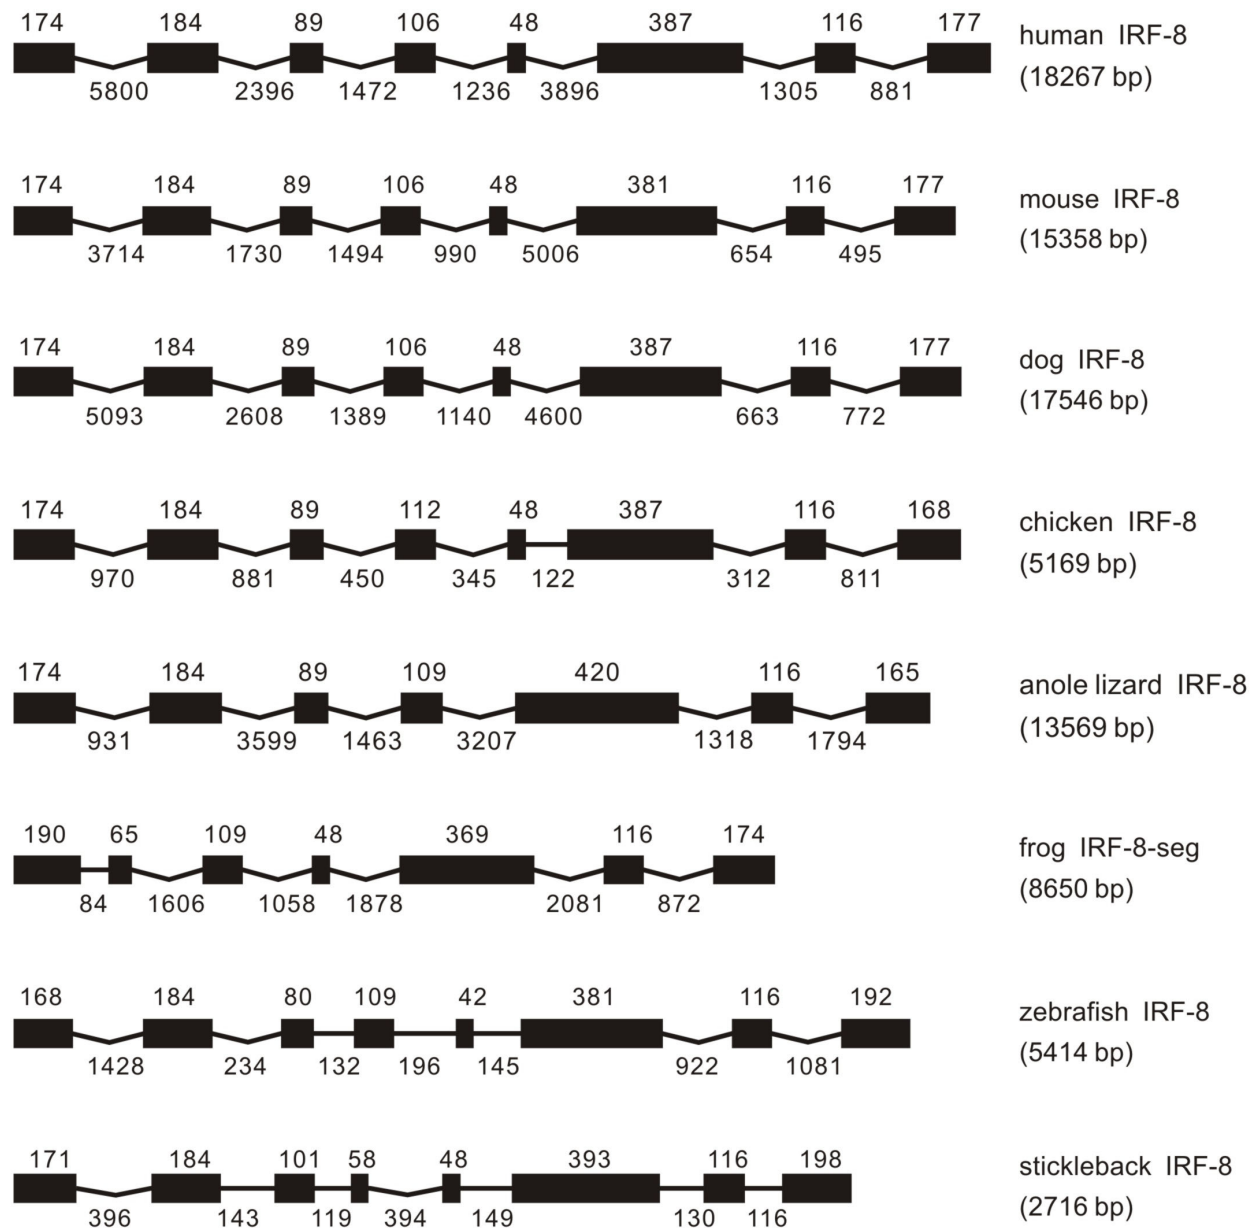 174 184 89 106 48 387 116 177
human IRF-8
5800 2396 1472 1236 3896 1305 881
(18267 bp)
174 184 89 106 48 381 116 177
mouse IRF-8
3714 1730 1494 990 5006 654 495
(15358 bp)
174 184 89 106 48 387 116 177
dog IRF-8
5093 2608 1389 1140 4600 663 772
(17546 bp)
174 184 89 112 48 387 116 168
chicken IRF-8
970 881 450 345 122 312 811
(5169 bp)
174 184 89 109 420 116 165
anole lizard IRF-8
931 3599 1463 3207 1318 1794
(13569 bp)
190 65 109 48 369 116 174
frog IRF-8-seg
84 1606 1058 1878 2081 872
(8650 bp)
168 184 80 109 42 381 116 192
zebrafish IRF-8
1428 234 132 196 145 922 1081
(5414 bp)
171 184 101 58 48 393 116 198
stickleback IRF-8
396 143 119 394 149 130 116
(2716 bp)